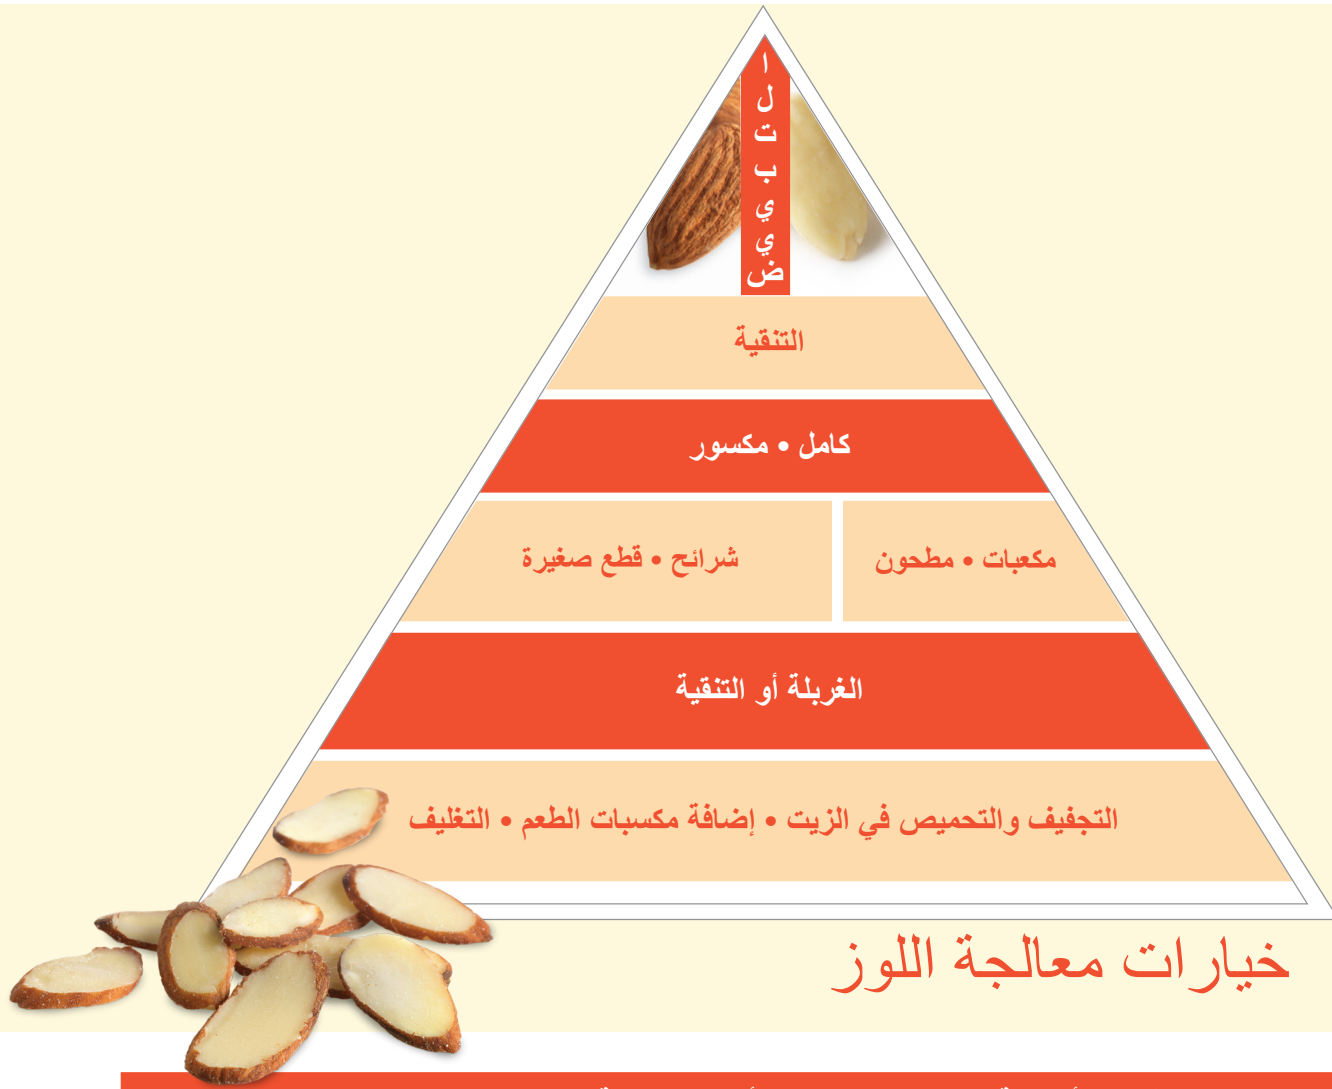 التبييض
التنقية
كامل • مكسور
مكعبات • مطحون
شرائح • قطع صغيرة
الغربلة أو التنقية
التجفيف والتحميص في الزيت • إضافة مكسبات الطعم • التغليف
خيارات معالجة اللوز